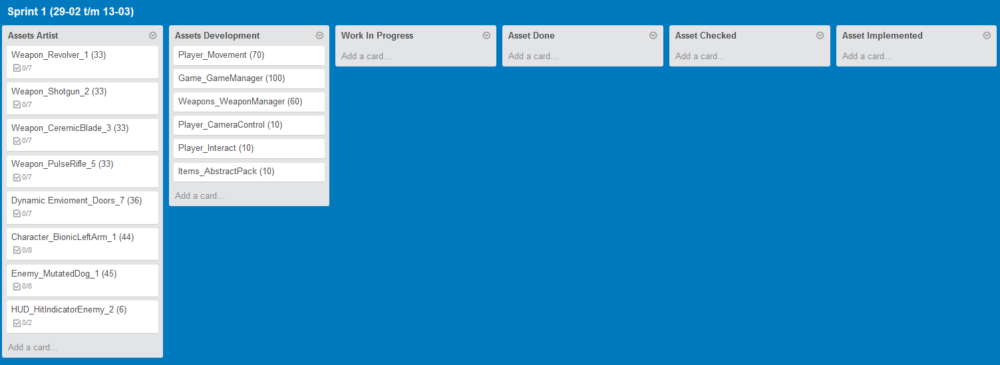 Sprint 1 (29-02 t/m 13-03)
Assets Artist
Weapon_Revolver_1 (33)
0/7
Weapon_Shotgun_2 (33)
0/7
Weapon_CeremicBlade_3 (33)
0/7
Weapon_PulseRifle_5 (33)
0/7
Dynamic Envioment_Doors_7 (36)
0/7
Character_BionicLeftArm_1 (44)
0/8
Enemy_MutatedDog_1 (45)
0/8
HUD_HitIndicatorEnemy_2 (6)
0/2
Add a card...
Assets Development
Player_Movement (70)
Game_GameManager (100)
Weapons_WeaponManager (60)
Player_CameraControl (10)
Player_Interact (10)
Items_AbstractPack (10)
Add a card...
Work In Progress
Add a card...
Asset Done
Add a card...
Asset Checked
Add a card...
Asset Implemented
Add a card...